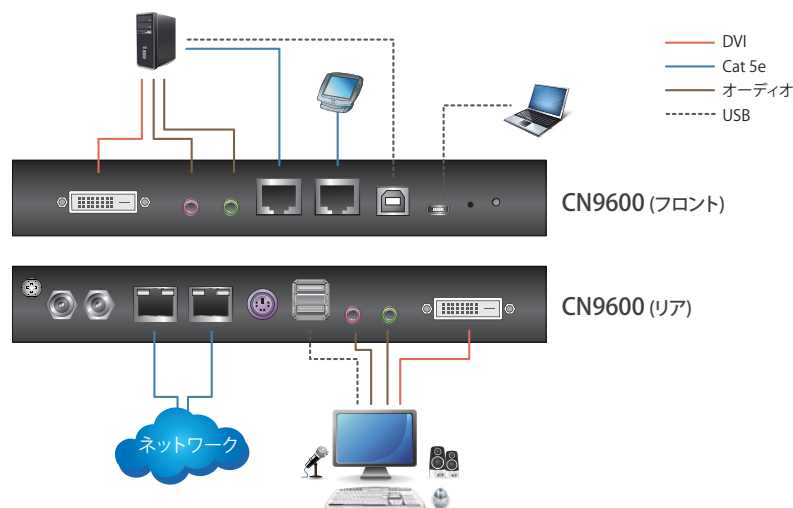 DVI
Cat 5e
オーディオ
USB
CN9600 (フロント)
CN9600 (リア)
ネットワーク